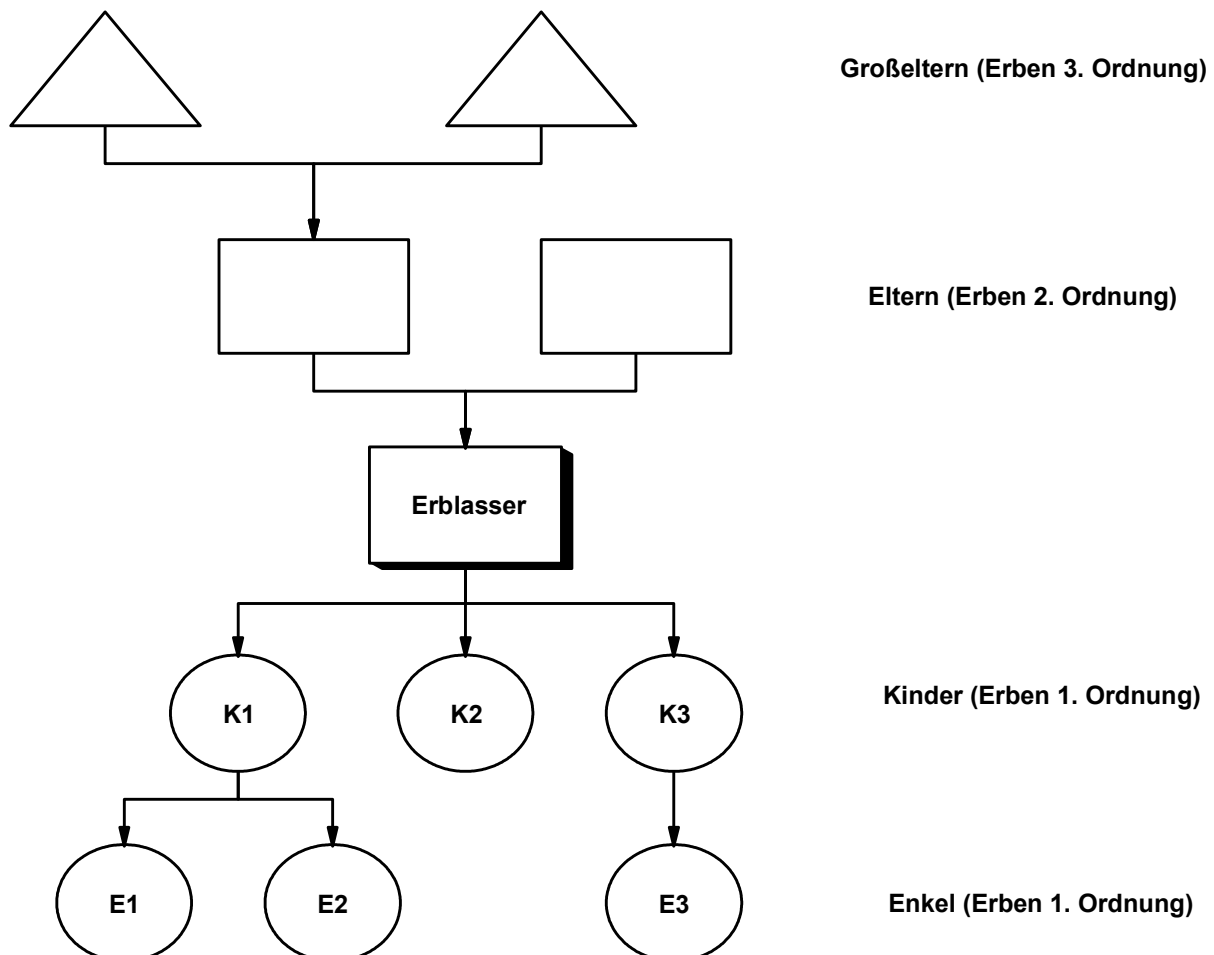 Großeltern (Erben 3. Ordnung)
Eltern (Erben 2. Ordnung)
Erblasser
K1 K2 K3 Kinder (Erben 1. Ordnung)
E1 E2 E3 Enkel (Erben 1. Ordnung)